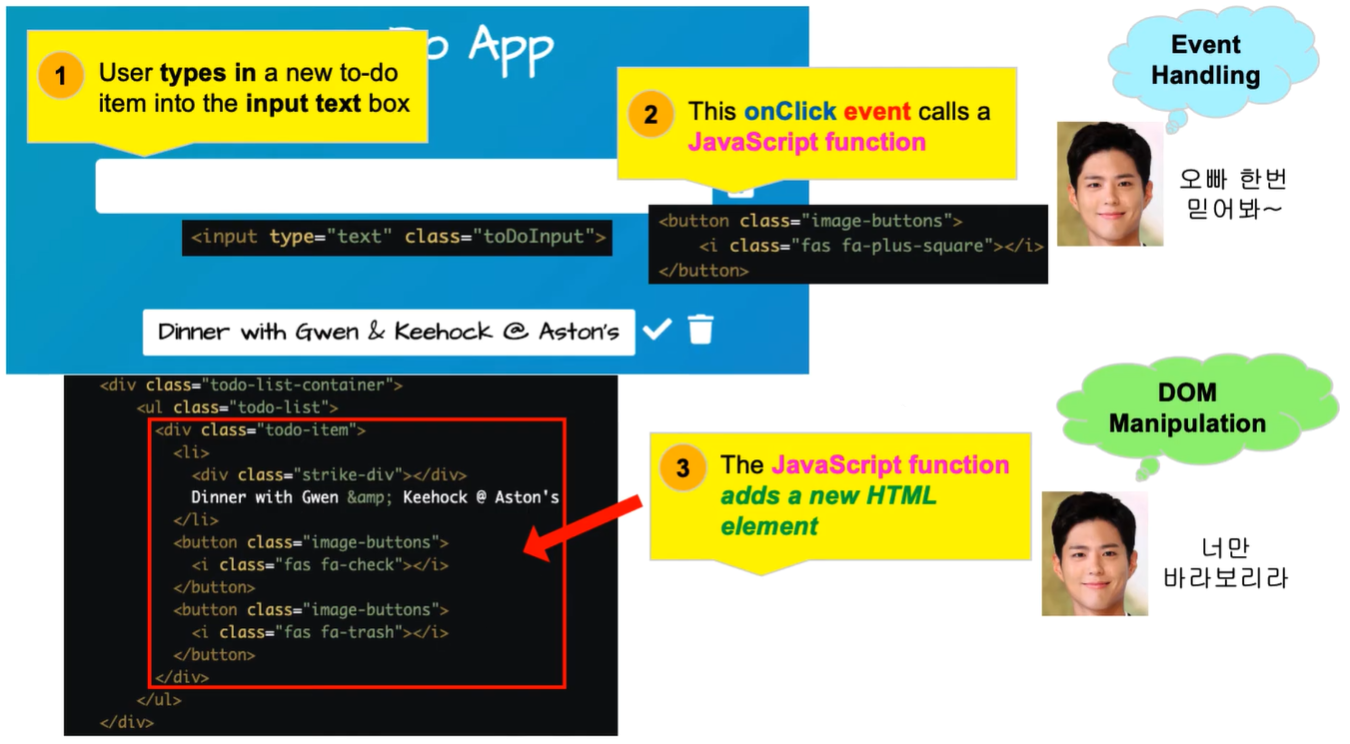 Do App
1
User types in a new to-do
item into the input text box
2
This onClick event calls a
JavaScript function
Event
Handling
오빠 한번
믿어봐~
<input type="text" class="toDoInput">
<button class="image-buttons">
<i class="fas fa-plus-square"></i>
</button>
Dinner with Gwen & Keehock @ Aston's
<div class="todo-list-container">
<ul class="todo-list">
<div class="todo-item">
<li>
<div class="strike-div"></div>
Dinner with Gwen &amp; Keehock @ Aston's
</li>
<button class="image-buttons">
<i class="fas fa-check"></i>
</button>
<button class="image-buttons">
<i class="fas fa-trash"></i>
</button>
</div>
</ul>
</div>
3
The JavaScript function
adds a new HTML
element
DOM
Manipulation
너만
바라보리라